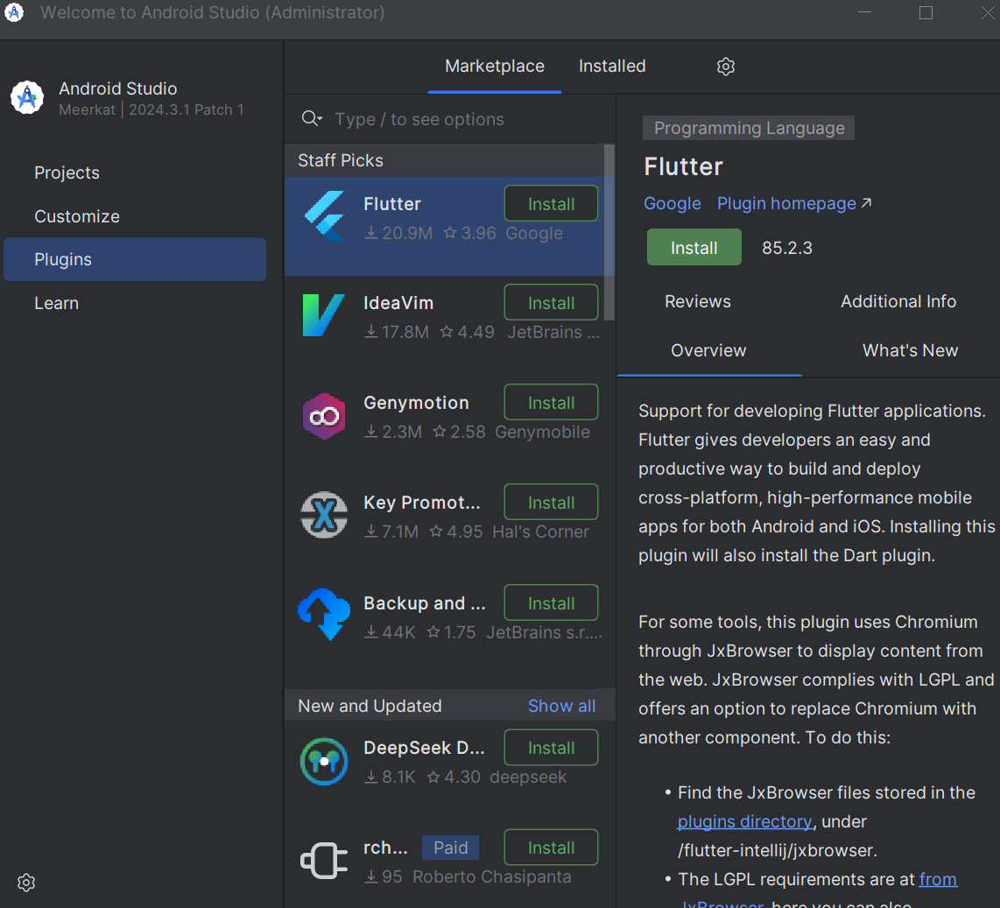 Welcome to Android Studio (Administrator)
Android Studio
Meerkat | 2024.3.1 Patch 1
Projects
Customize
Plugins
Learn
Marketplace
Installed
Type / to see options
Staff Picks
Flutter
Install
20.9M 3.96 Google
IdeaVim
Install
17.8M 4.49 JetBrains ...
Genymotion
Install
2.3M 2.58 Genymobile
Key Promot...
Install
7.1M 4.95 Hal's Corner
Backup and ...
Install
44K 1.75 JetBrains s.r....
New and Updated
Show all
DeepSeek D...
Install
8.1K 4.30 deepseek
rch... Paid
Install
95 Roberto Chasipanta
Programming Language
Flutter
Google Plugin homepage
Install 85.2.3
Reviews
Additional Info
Overview
What's New
Support for developing Flutter applications.
Flutter gives developers an easy and
productive way to build and deploy
cross-platform, high-performance mobile
apps for both Android and iOS. Installing this
plugin will also install the Dart plugin.
For some tools, this plugin uses Chromium
through JxBrowser to display content from
the web. JxBrowser complies with LGPL and
offers an option to replace Chromium with
another component. To do this:
• Find the JxBrowser files stored in the
plugins directory, under
/flutter-intellij/jxbrowser.
• The LGPL requirements are at from
JxBrowser, here you can also